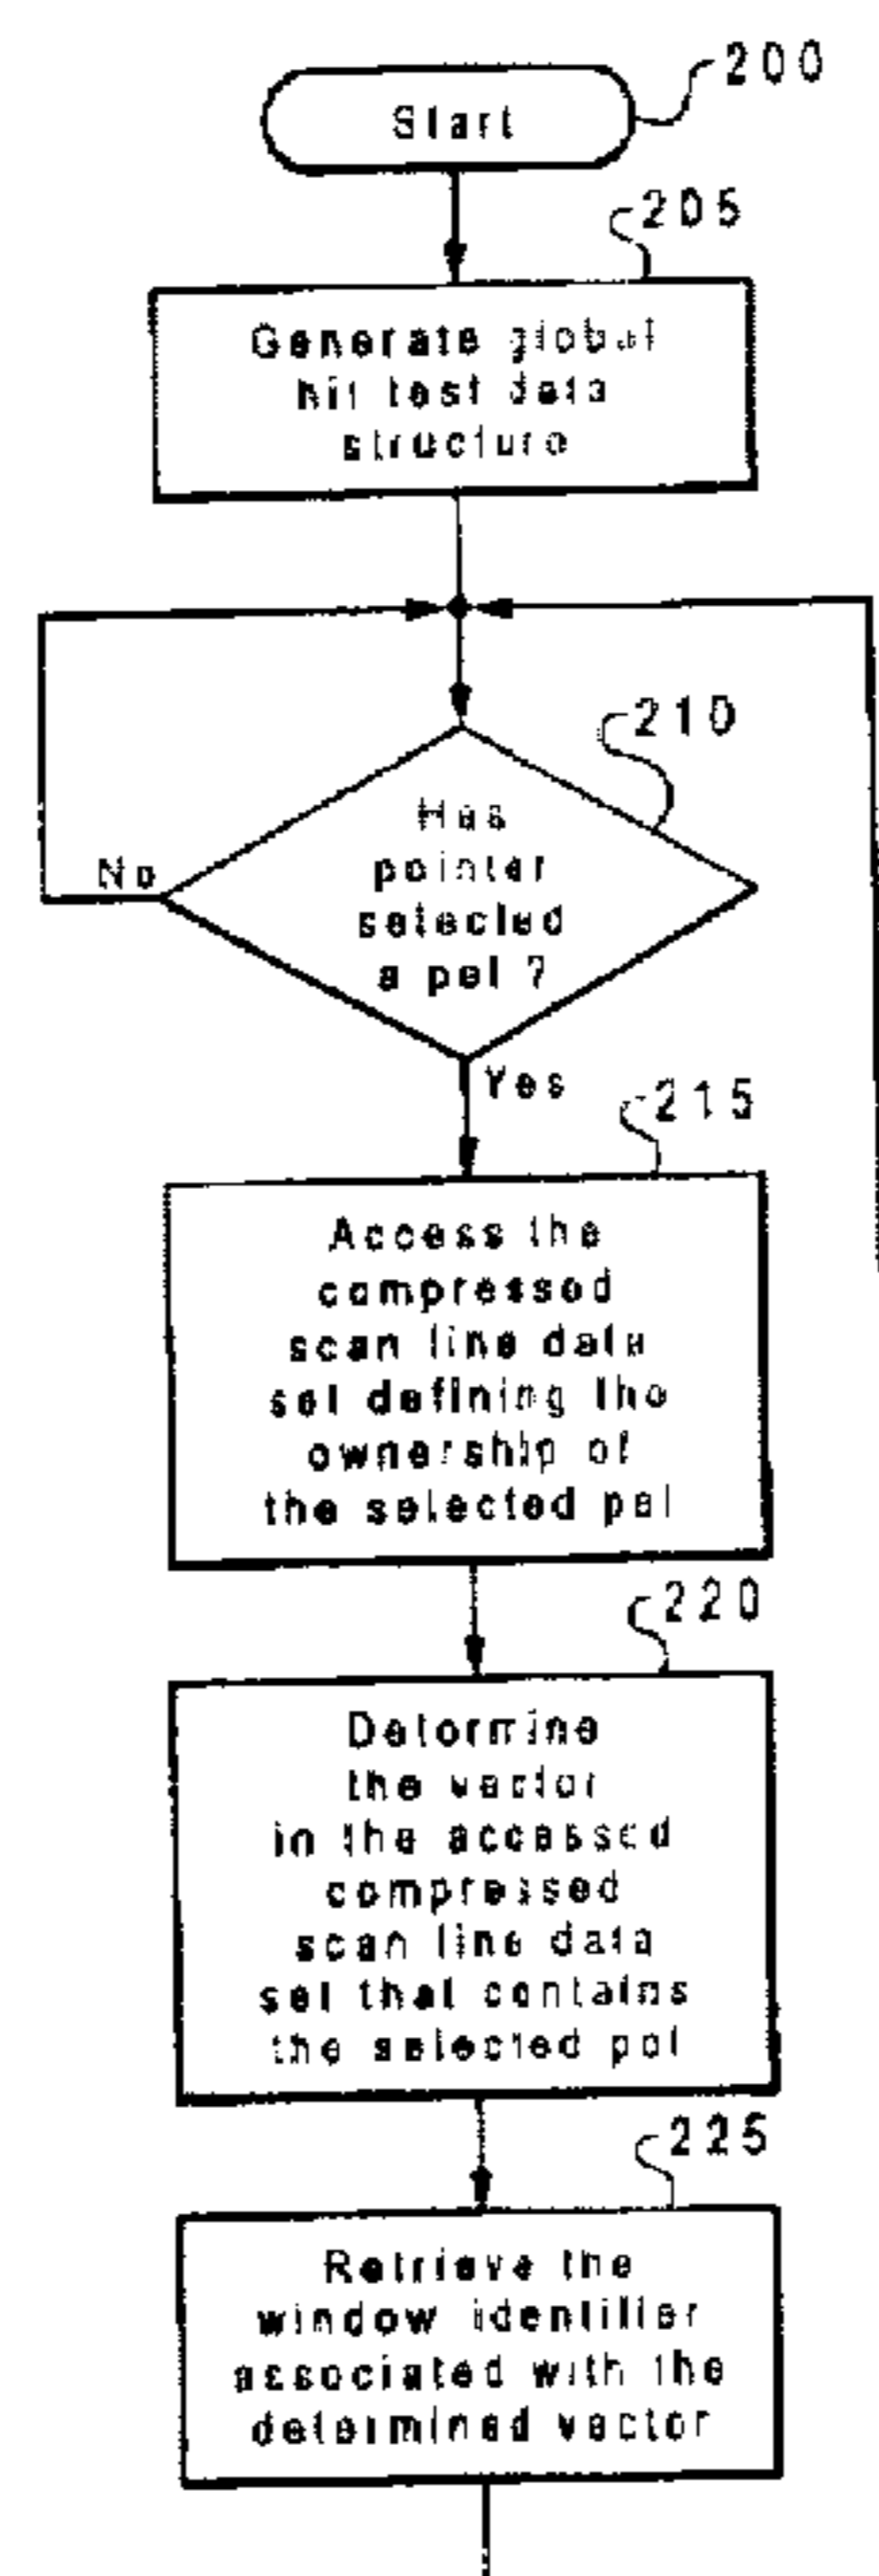 200
Start
205
Generate global
hit test data
structure
210
Has
pointer
selected
a pel ?
No
Yes
215
Access the
compressed
scan line data
set defining the
ownership of
the selected pel
220
Determine
the vector
in the accessed
compressed
scan line data
set that contains
the selected pel
225
Retrieve the
window identifier
associated with the
determined vector